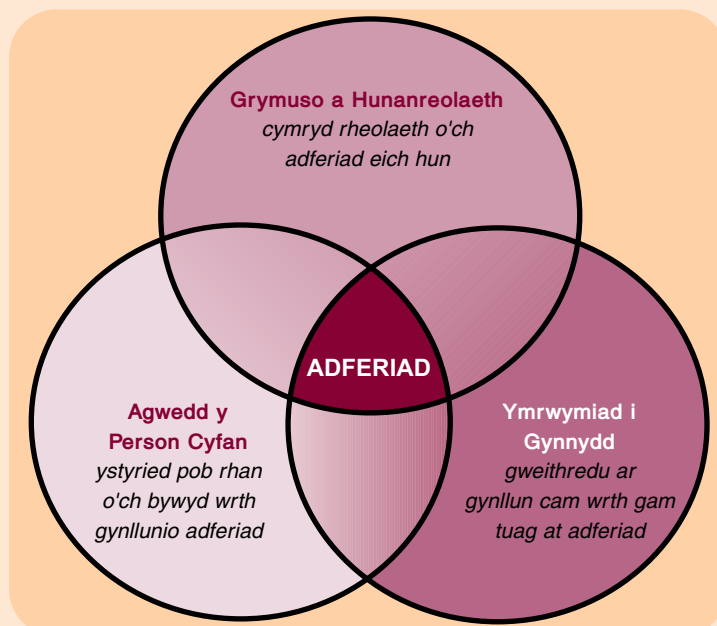 Grymuso a Hunanreolaeth
cymryd rheolaeth o'ch
adferiad eich hun
ADFERIAD
Agwedd y
Person Cyfan
ystyried pob rhan
o'ch bywyd wrth
gynllunio adferiad
Ymrwymiad i
Gynnydd
gweithredu ar
gynllun cam wrth gam
tuag at adferiad